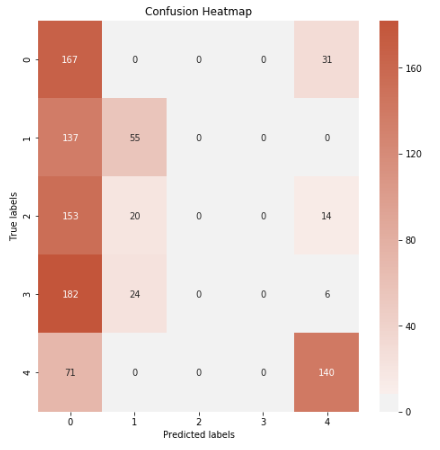 Confusion Heatmap
0 167 0 0 0 31
1 137 55 0 0 0
2 153 20 0 0 14
3 182 24 0 0 6
4 71 0 0 0 140
0 1 2 3 4
Predicted labels
True labels
160
120
80
40
0